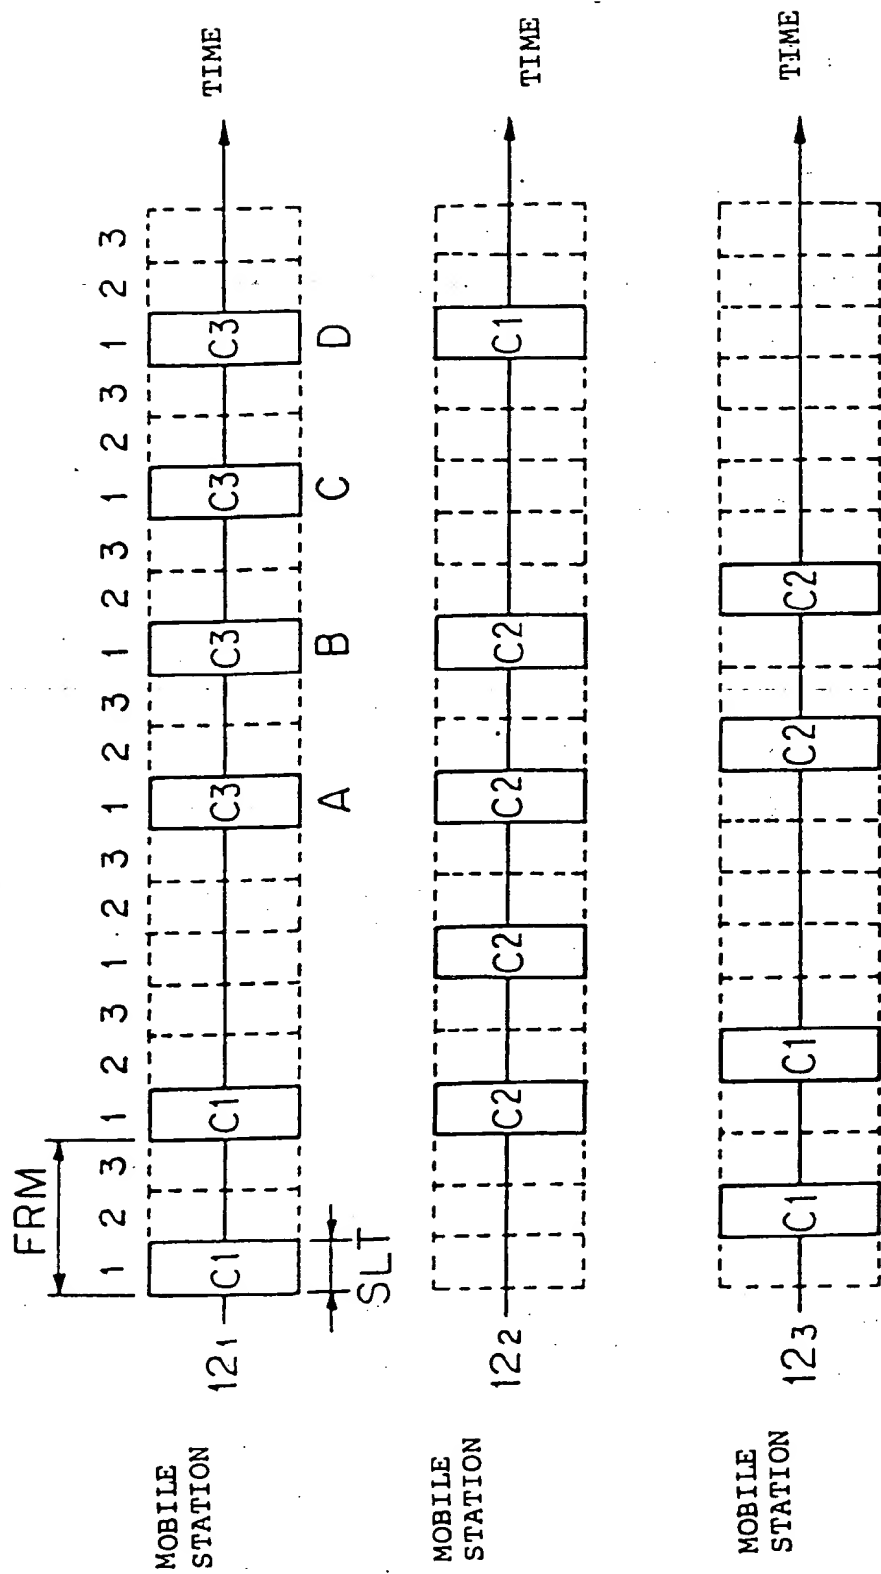 FRM
1 2 3 1 2 3 1 2 3 1 2 3 1 2 3 1 2 3 1 2 3
MOBILE
STATION
12₁ C1 C1 C3 C3 C3 C3 TIME
SLT A B C D
MOBILE
STATION
12₂ C2 C2 C2 C2 C1 TIME
MOBILE
STATION
12₃ C1 C1 C2 C2 TIME